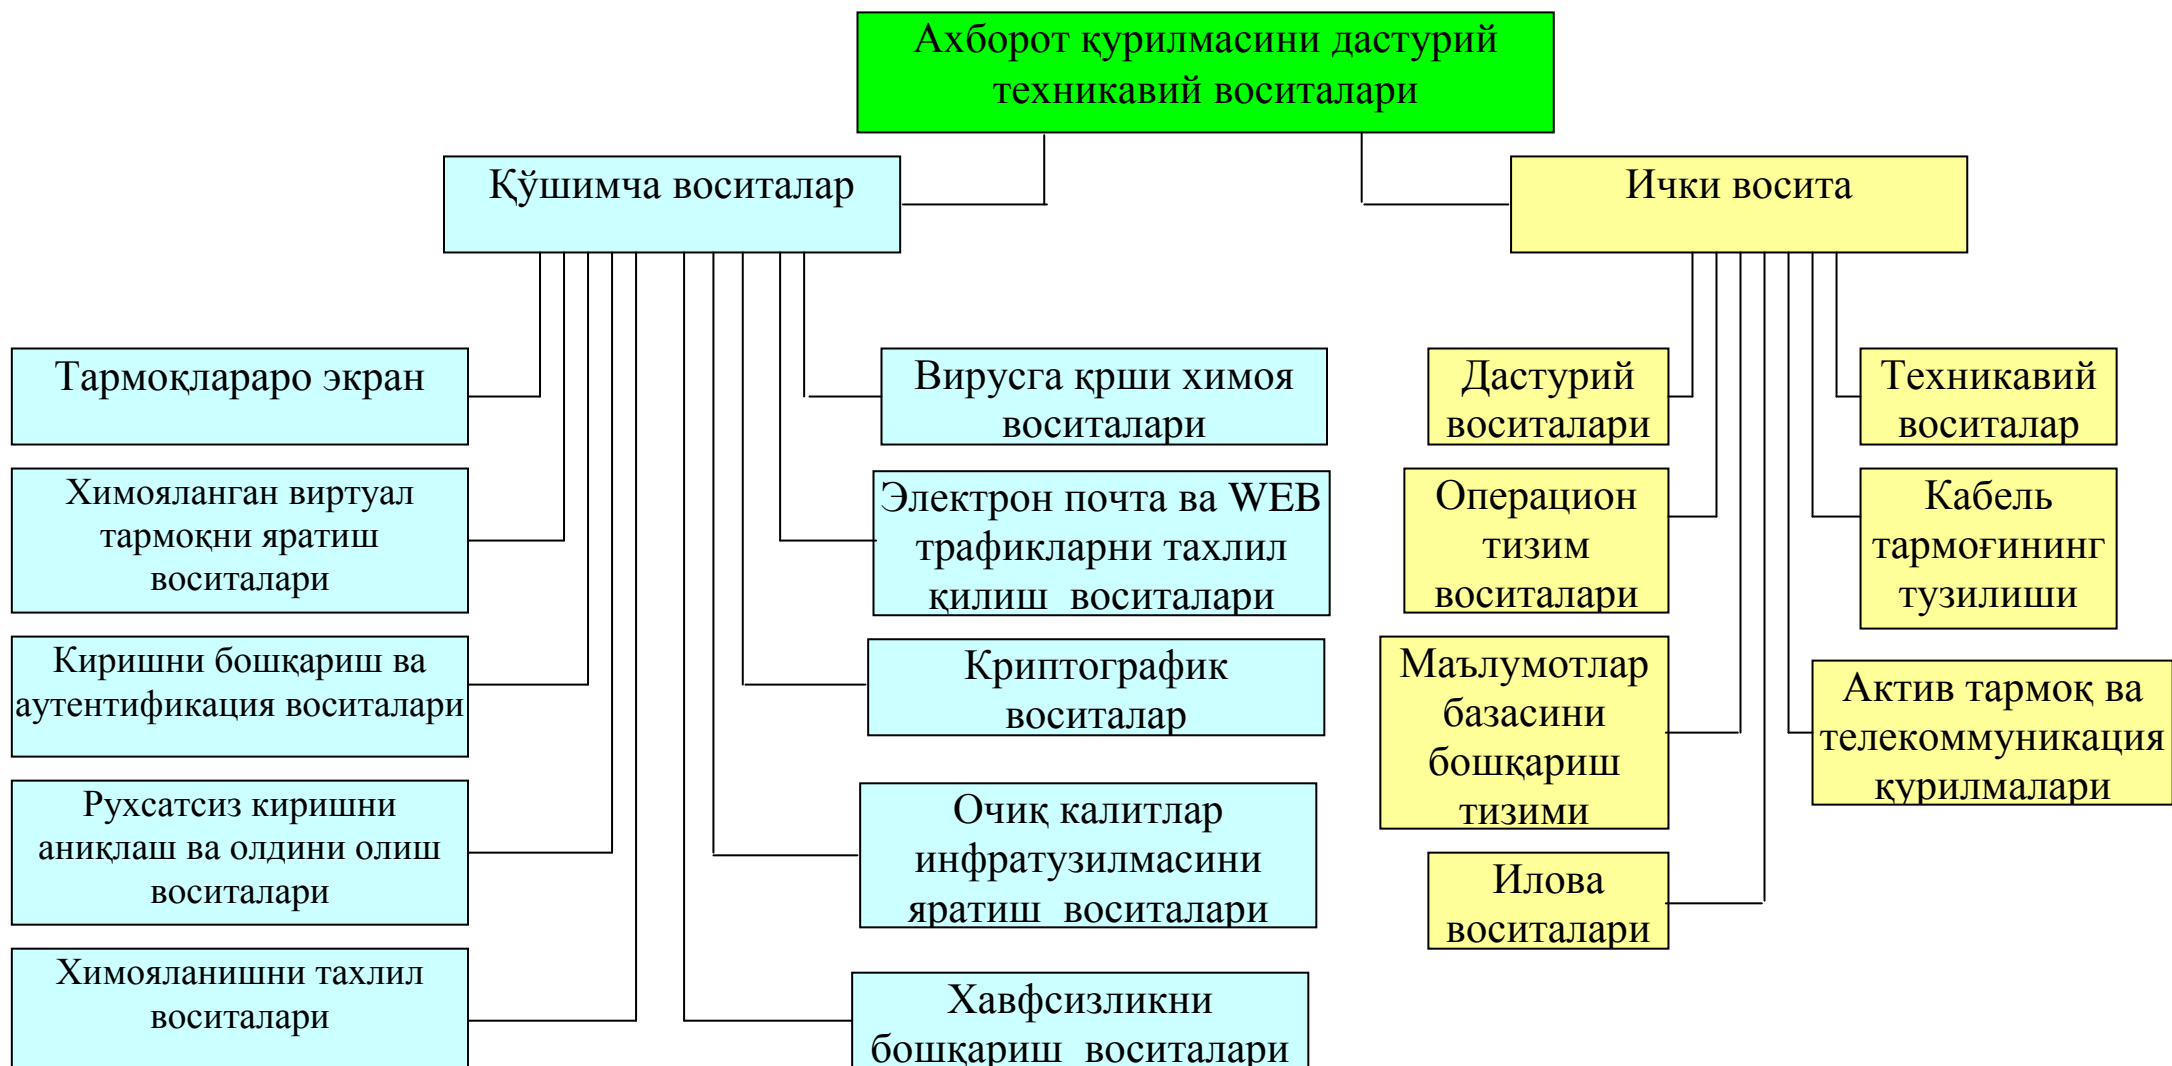 Ахборот қурилмасини дастурий
техникавий воситалари
Қўшимча воситалар
Ички восита
Тармоқлараро экран
Химояланган виртуал
тармоқни яратиш
воситалари
Киришни бошқариш ва
аутентификация воситалари
Рухсатсиз киришни
аниқлаш ва олдини олиш
воситалари
Химояланишни тахлил
воситалари
Вирусга қрши химоя
воситалари
Электрон почта ва WEB
трафикларни тахлил
қилиш воситалари
Криптографик
воситалар
Очиқ калитлар
инфратузилмасини
яратиш воситалари
Хавфсизликни
бошқариш воситалари
Дастурий
воситалари
Операцион
тизим
воситалари
Маълумотлар
базасини
бошқариш
тизими
Илова
воситалари
Техникавий
воситалар
Кабель
тармоғининг
тузилиши
Актив тармоқ ва
телекоммуникация
қурилмалари